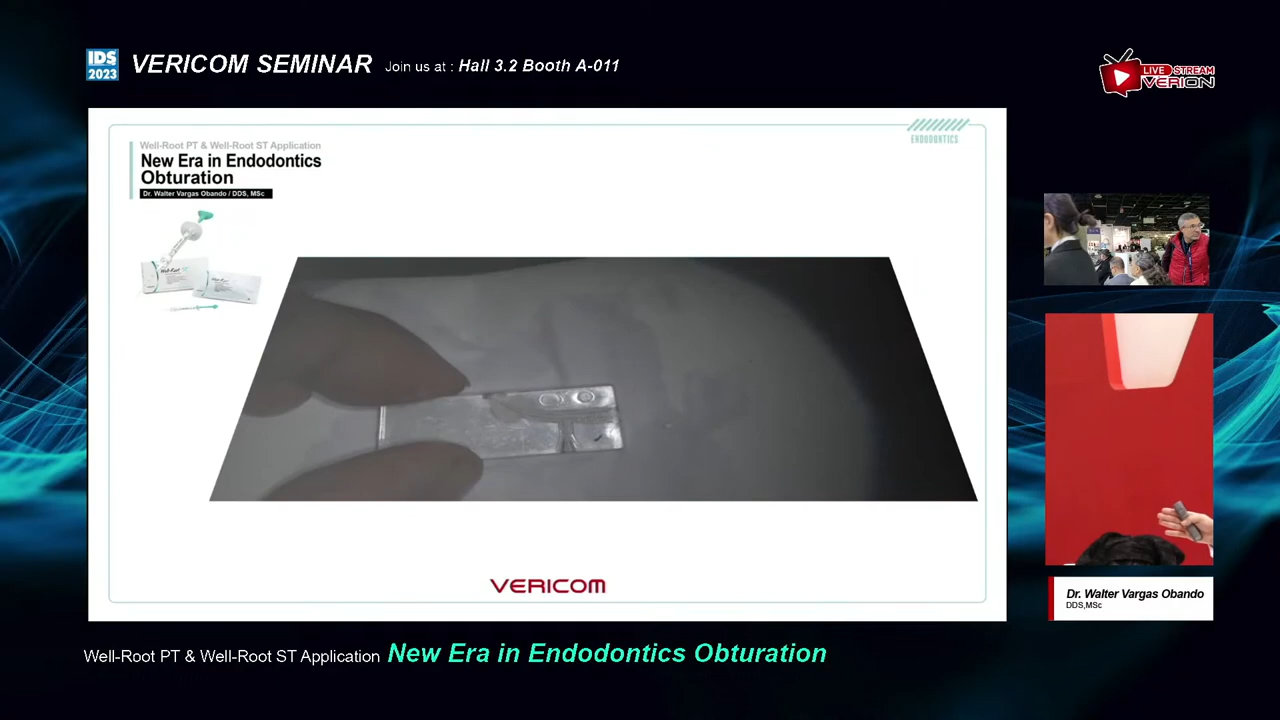 IDS
2023
VERICOM SEMINAR Join us at : Hall 3.2 Booth A-011
LIVE STREAM
VERION
Well-Root PT & Well-Root ST Application
New Era in Endodontics
Obturation
Dr. Walter Vargas Obando / DDS, MSc
ENDODONTICS
Well-Root
VERICOM
Dr. Walter Vargas Obando
DDS,MSc
Well-Root PT & Well-Root ST Application New Era in Endodontics Obturation